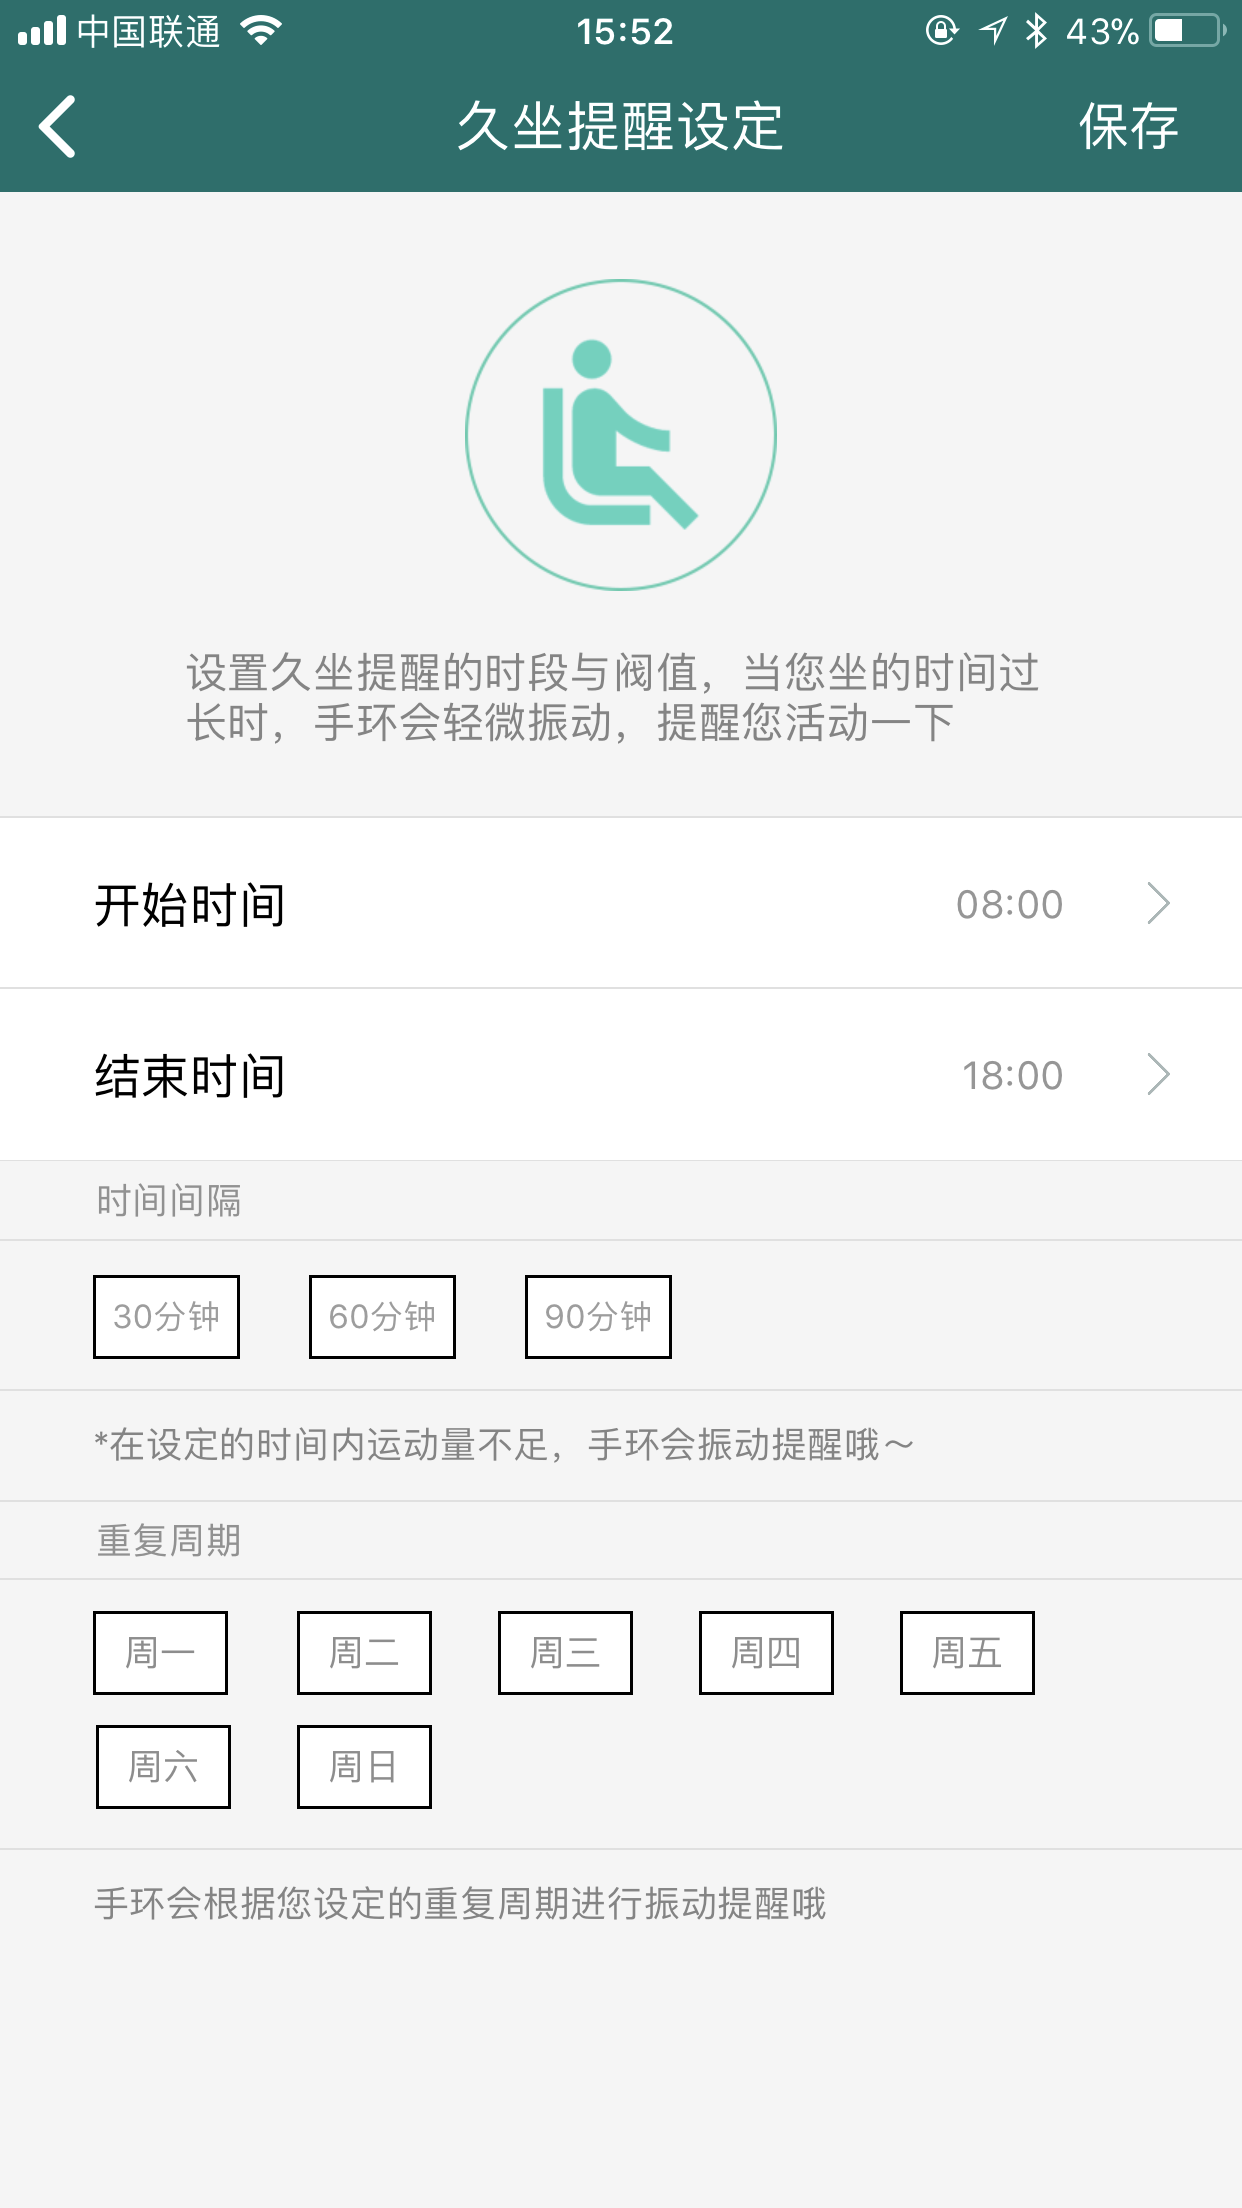 中国联通 15:52 43%
久坐提醒设定 保存
设置久坐提醒的时段与阀值，当您坐的时间过
长时，手环会轻微振动，提醒您活动一下
开始时间 08:00
结束时间 18:00
时间间隔
30分钟 60分钟 90分钟
*在设定的时间内运动量不足，手环会振动提醒哦～
重复周期
周一 周二 周三 周四 周五
周六 周日
手环会根据您设定的重复周期进行振动提醒哦